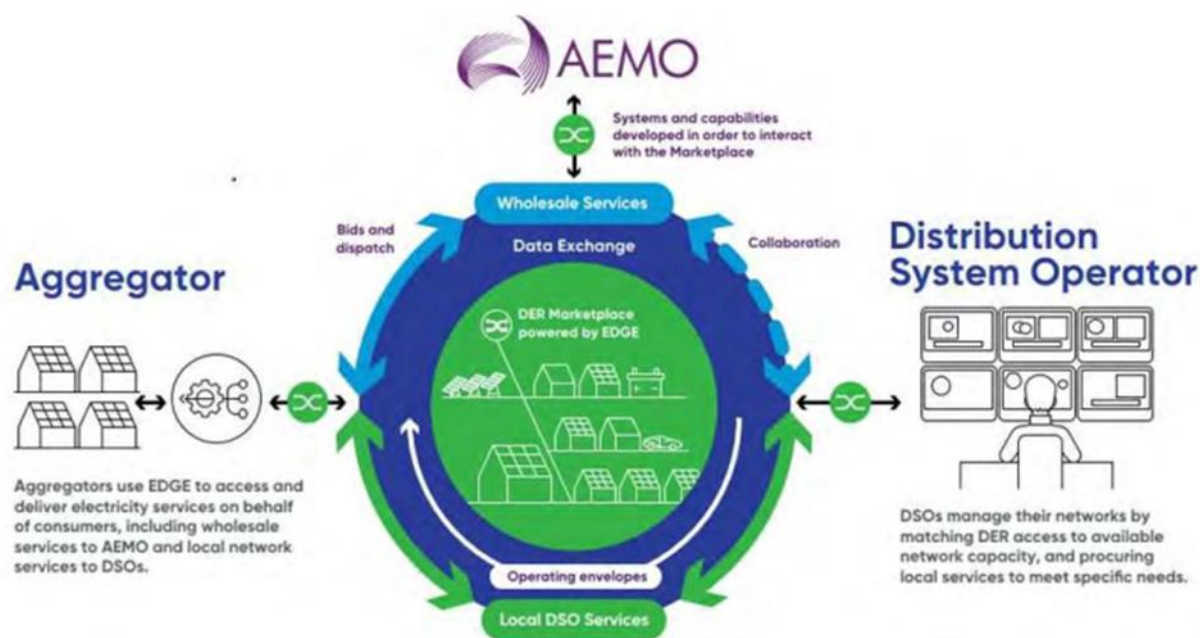 AEMO
Systems and capabilities
developed in order to interact
with the Marketplace
Wholesale Services
Bids and
dispatch
Data Exchange
Collaboration
Distribution
System Operator
Aggregator
DER Marketplace
powered by EDGE
Aggregators use EDGE to access and
deliver electricity services on behalf
of consumers, including wholesale
services to AEMO and local network
services to DSOs.
DSOs manage their networks by
matching DER access to available
network capacity, and procuring
local services to meet specific needs.
Operating envelopes
Local DSO Services